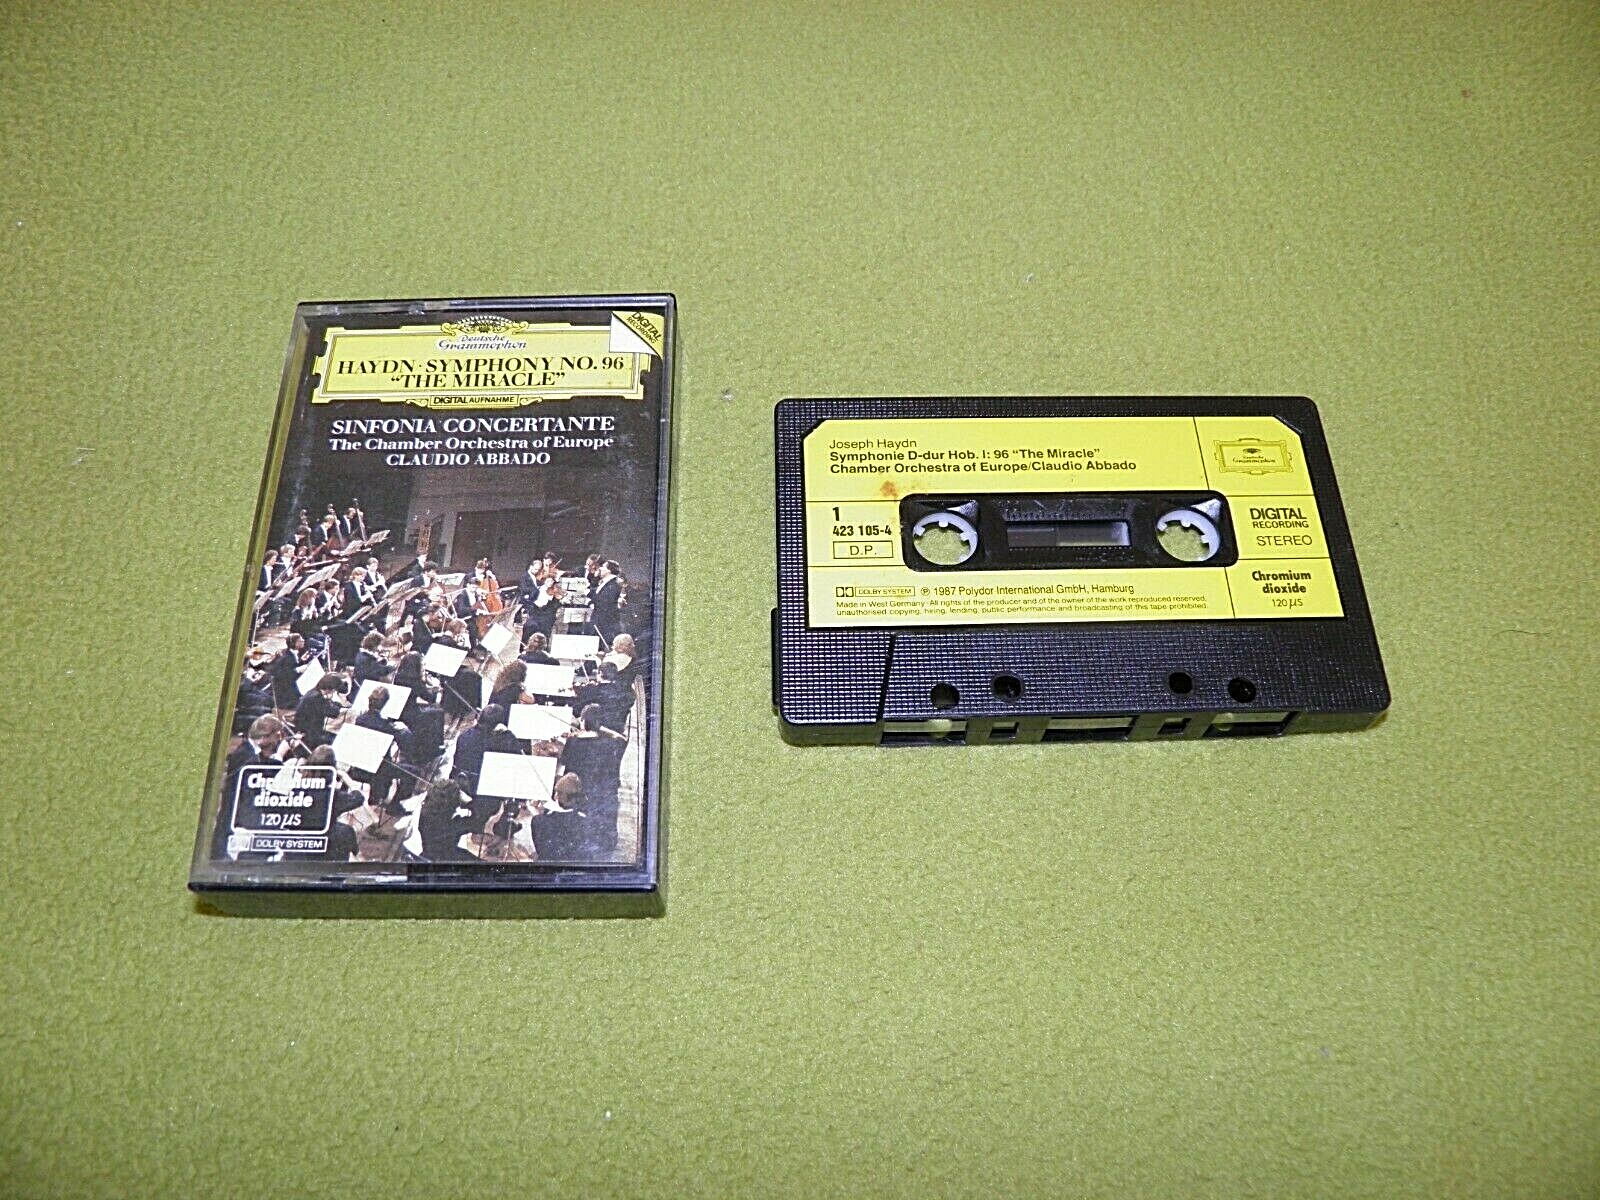 Deutsche
Grammophon
DIGITAL
RECORDING
HAYDN · SYMPHONY NO. 96
“THE MIRACLE”
DIGITAL AUFNAHME
SINFONIA CONCERTANTE
The Chamber Orchestra of Europe
CLAUDIO ABBADO
Chromium
dioxide
120 µS
DOLBY SYSTEM
Joseph Haydn
Symphonie D-dur Hob. I: 96 “The Miracle”
Chamber Orchestra of Europe/Claudio Abbado
Deutsche
Grammophon
1
423 105-4
D.P.
DIGITAL
RECORDING
STEREO
DOLBY SYSTEM ℗ 1987 Polydor International GmbH, Hamburg
Made in West Germany · All rights of the producer and of the owner of the work reproduced reserved,
unauthorised copying, hiring, lending, public performance and broadcasting of this tape prohibited.
Chromium
dioxide
120 µS